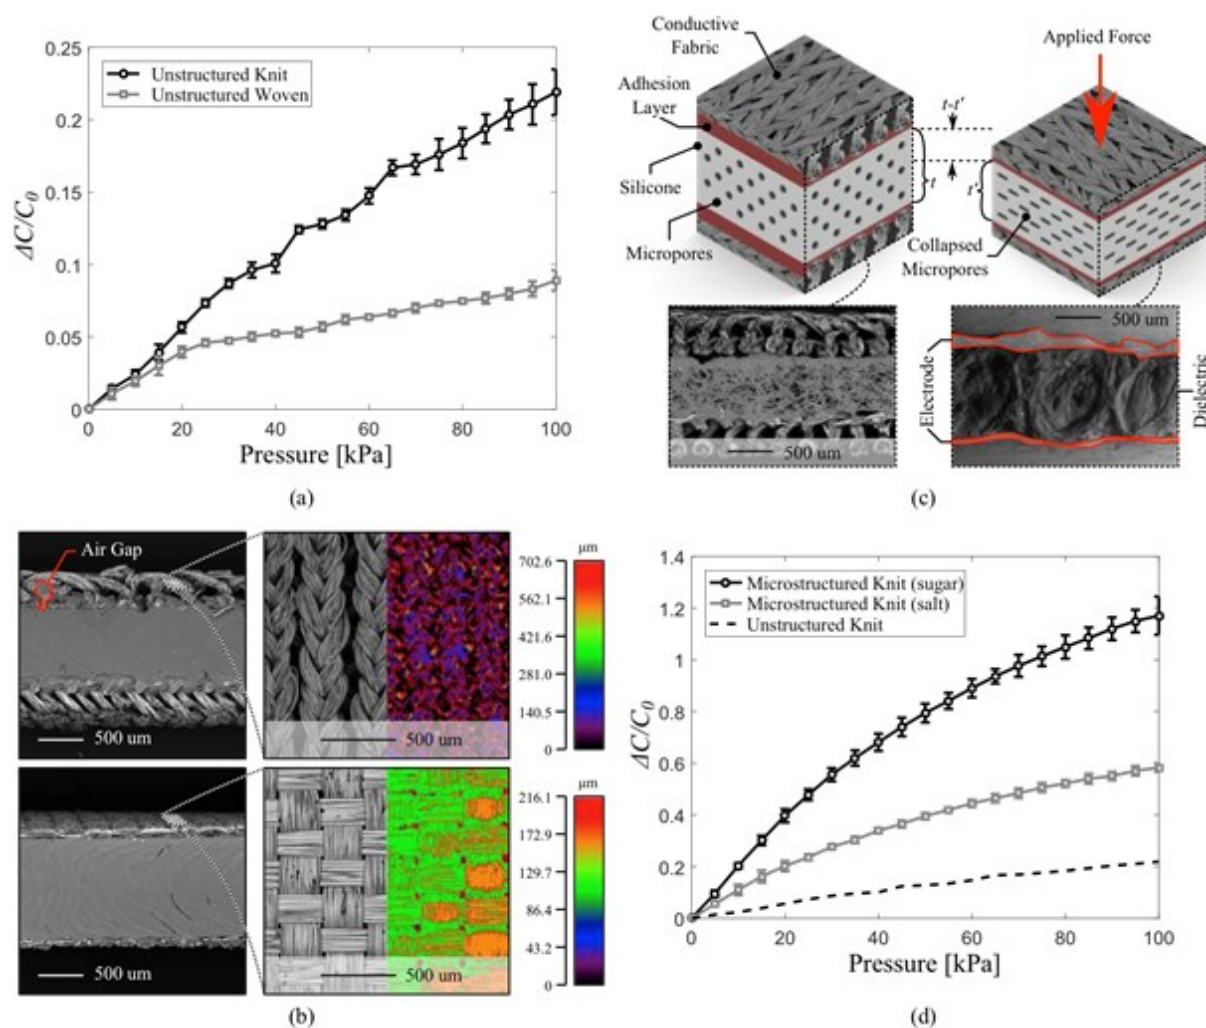 0.25
0.2
0.15
0.1
0.05
0
ΔC/C0
Unstructured Knit
Unstructured Woven
0
20
40
60
80
100
Pressure [kPa]
(a)
Conductive
Fabric
Adhesion
Layer
Silicone
Micropores
t-t'
t
t'
Applied Force
Collapsed
Micropores
500 um
500 um
Electrode
Dielectric
(c)
Air Gap
500 um
500 um
µm
702.6
562.1
421.6
281.0
140.5
0
500 um
500 um
µm
216.1
172.9
129.7
86.4
43.2
0
(b)
1.4
1.2
1
0.8
0.6
0.4
0.2
0
ΔC/C0
Microstructured Knit (sugar)
Microstructured Knit (salt)
Unstructured Knit
0
20
40
60
80
100
Pressure [kPa]
(d)